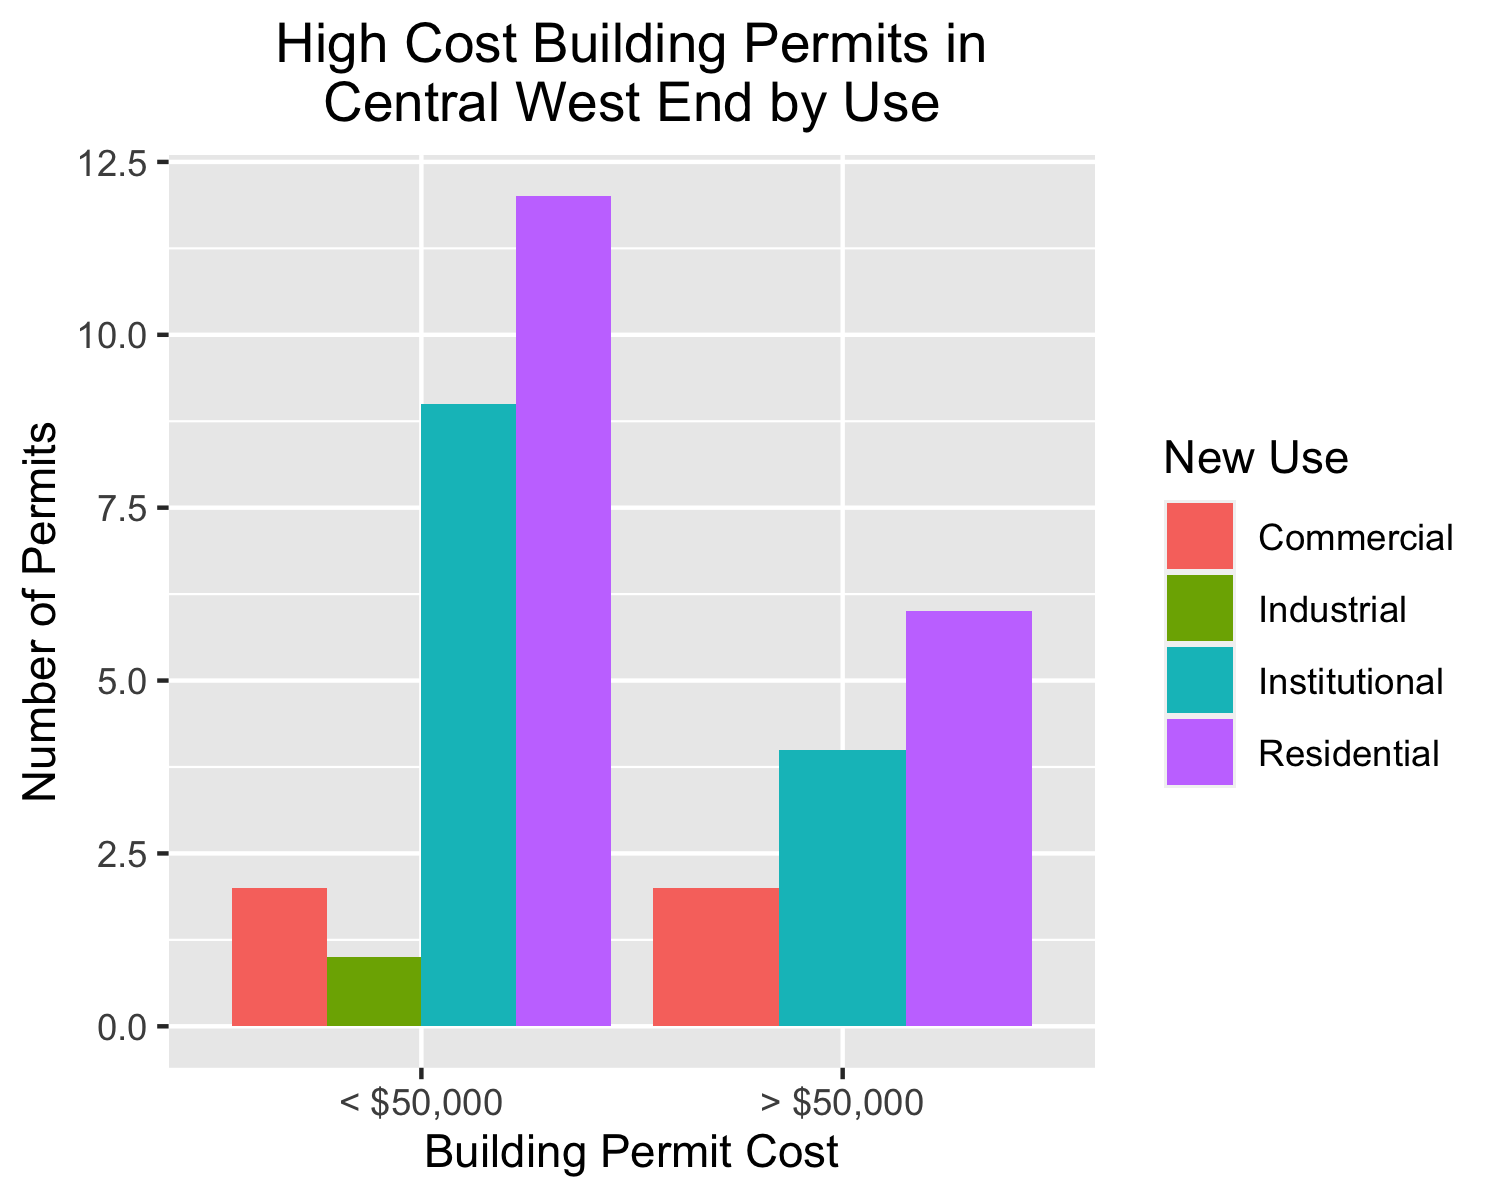 High Cost Building Permits in
Central West End by Use
12.5
10.0
7.5
5.0
2.5
0.0
Number of Permits
< $50,000
> $50,000
Building Permit Cost
New Use
Commercial
Industrial
Institutional
Residential